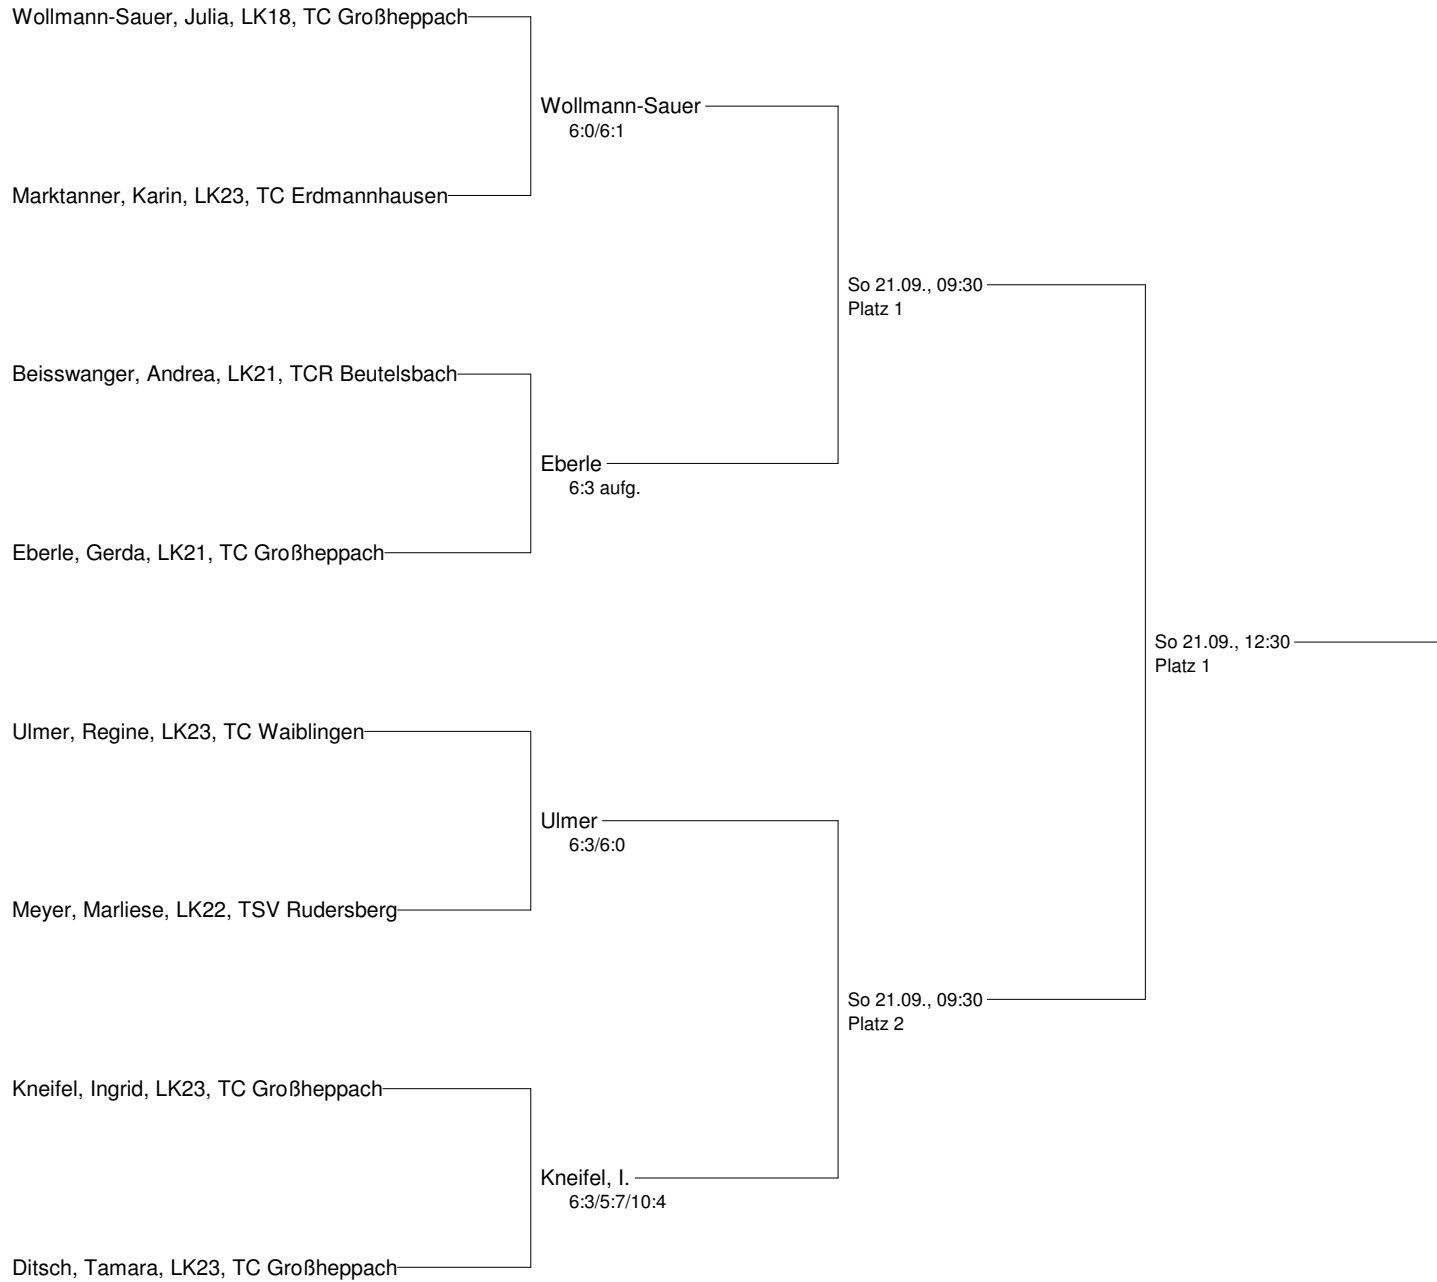 Wollmann-Sauer, Julia, LK18, TC Großheppach
Wollmann-Sauer
6:0/6:1
Marktanner, Karin, LK23, TC Erdmannhausen
So 21.09., 09:30
Platz 1
Beisswanger, Andrea, LK21, TCR Beutelsbach
Eberle
6:3 aufg.
Eberle, Gerda, LK21, TC Großheppach
So 21.09., 12:30
Platz 1
Ulmer, Regine, LK23, TC Waiblingen
Ulmer
6:3/6:0
Meyer, Marliese, LK22, TSV Rudersberg
So 21.09., 09:30
Platz 2
Kneifel, Ingrid, LK23, TC Großheppach
Kneifel, I.
6:3/5:7/10:4
Ditsch, Tamara, LK23, TC Großheppach